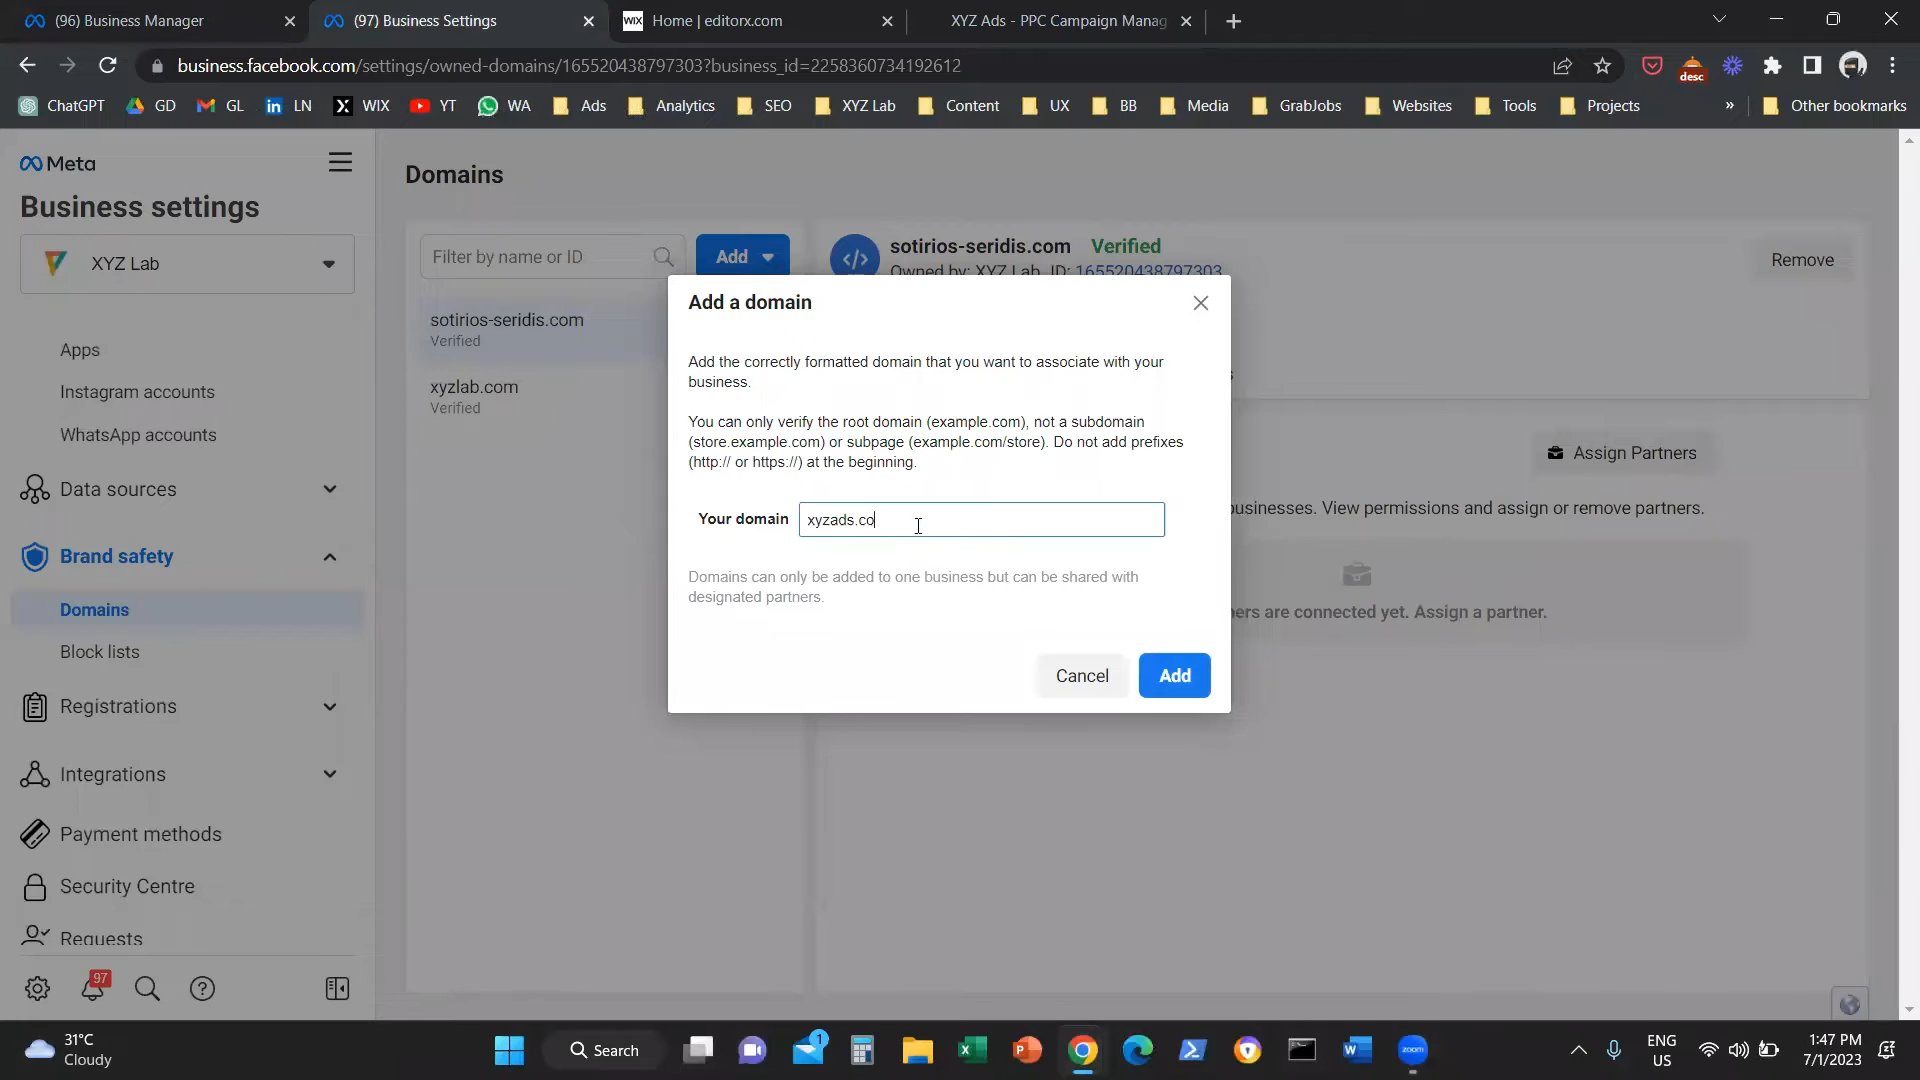 (96) Business Manager
(97) Business Settings
WIX
Home | editorx.com
XYZ Ads - PPC Campaign Manag
business.facebook.com/settings/owned-domains/165520438797303?business_id=2258360734192612
desc
ChatGPT
GD
GL
LN
WIX
YT
WA
Ads
Analytics
SEO
XYZ Lab
Content
UX
BB
Media
GrabJobs
Websites
Tools
Projects
»
Other bookmarks
Meta
Business settings
XYZ Lab
Apps
Instagram accounts
WhatsApp accounts
Data sources
Brand safety
Domains
Block lists
Registrations
Integrations
Payment methods
Security Centre
Requests
97
Domains
Filter by name or ID
Add
sotirios-seridis.com
Verified
xyzlab.com
Verified
sotirios-seridis.com Verified
Owned by: XYZ Lab ID: 165520438797303
Remove
Assign Partners
usinesses. View permissions and assign or remove partners.
ers are connected yet. Assign a partner.
Add a domain
Add the correctly formatted domain that you want to associate with your
business.
You can only verify the root domain (example.com), not a subdomain
(store.example.com) or subpage (example.com/store). Do not add prefixes
(http:// or https://) at the beginning.
Your domain
xyzads.co
Domains can only be added to one business but can be shared with
designated partners.
Cancel
Add
31°C
Cloudy
Search
1
zoom
ENG
US
1:47 PM
7/1/2023